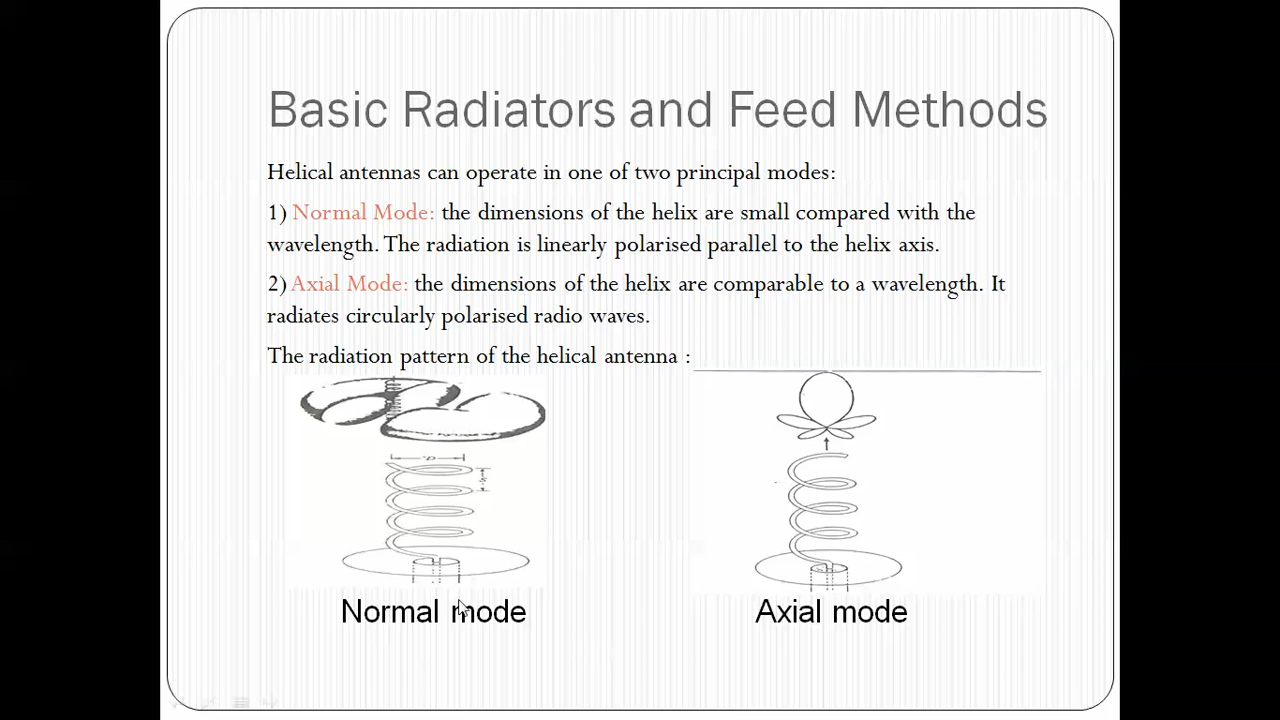 Basic Radiators and Feed Methods
Helical antennas can operate in one of two principal modes:
1) Normal Mode: the dimensions of the helix are small compared with the
wavelength. The radiation is linearly polarised parallel to the helix axis.
2) Axial Mode: the dimensions of the helix are comparable to a wavelength. It
radiates circularly polarised radio waves.
The radiation pattern of the helical antenna :
Normal mode
Axial mode